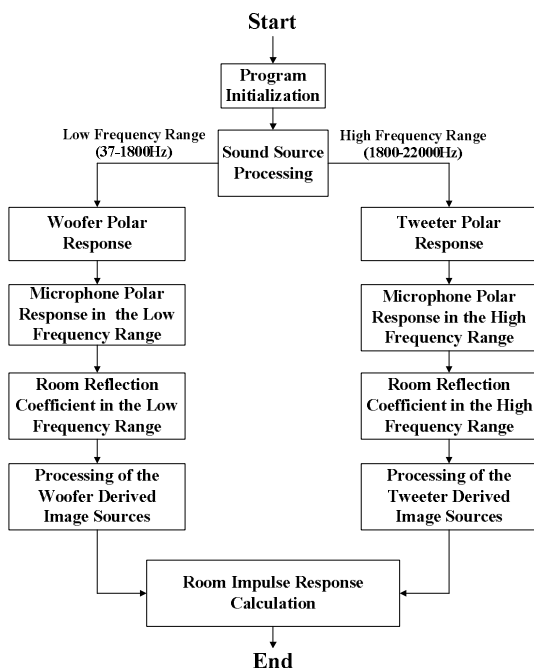 Start
Program
Initialization
Low Frequency Range
(37-1800Hz)
Sound Source
Processing
High Frequency Range
(1800-22000Hz)
Woofer Polar
Response
Microphone Polar
Response in the Low
Frequency Range
Room Reflection
Coefficient in the Low
Frequency Range
Processing of the
Woofer Derived
Image Sources
Tweeter Polar
Response
Microphone Polar
Response in the High
Frequency Range
Room Reflection
Coefficient in the High
Frequency Range
Processing of the
Tweeter Derived
Image Sources
Room Impulse Response
Calculation
End